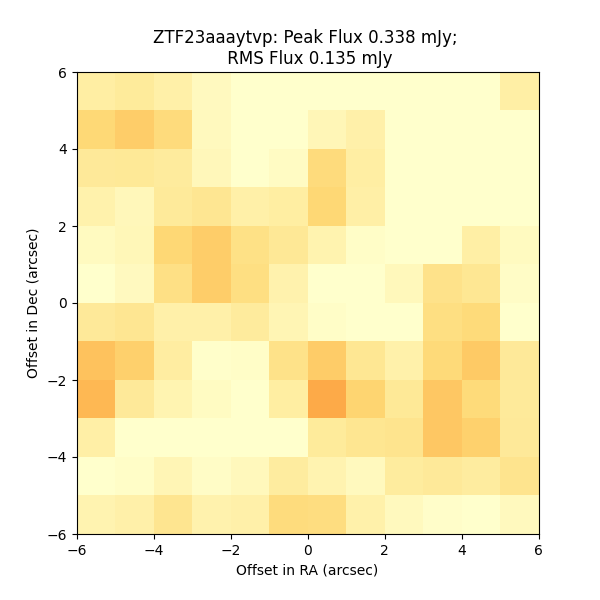 ZTF23aaaytvp: Peak Flux 0.338 mJy;
RMS Flux 0.135 mJy
6
4
2
0
−2
−4
−6
Offset in Dec (arcsec)
−6 −4 −2 0 2 4 6
Offset in RA (arcsec)